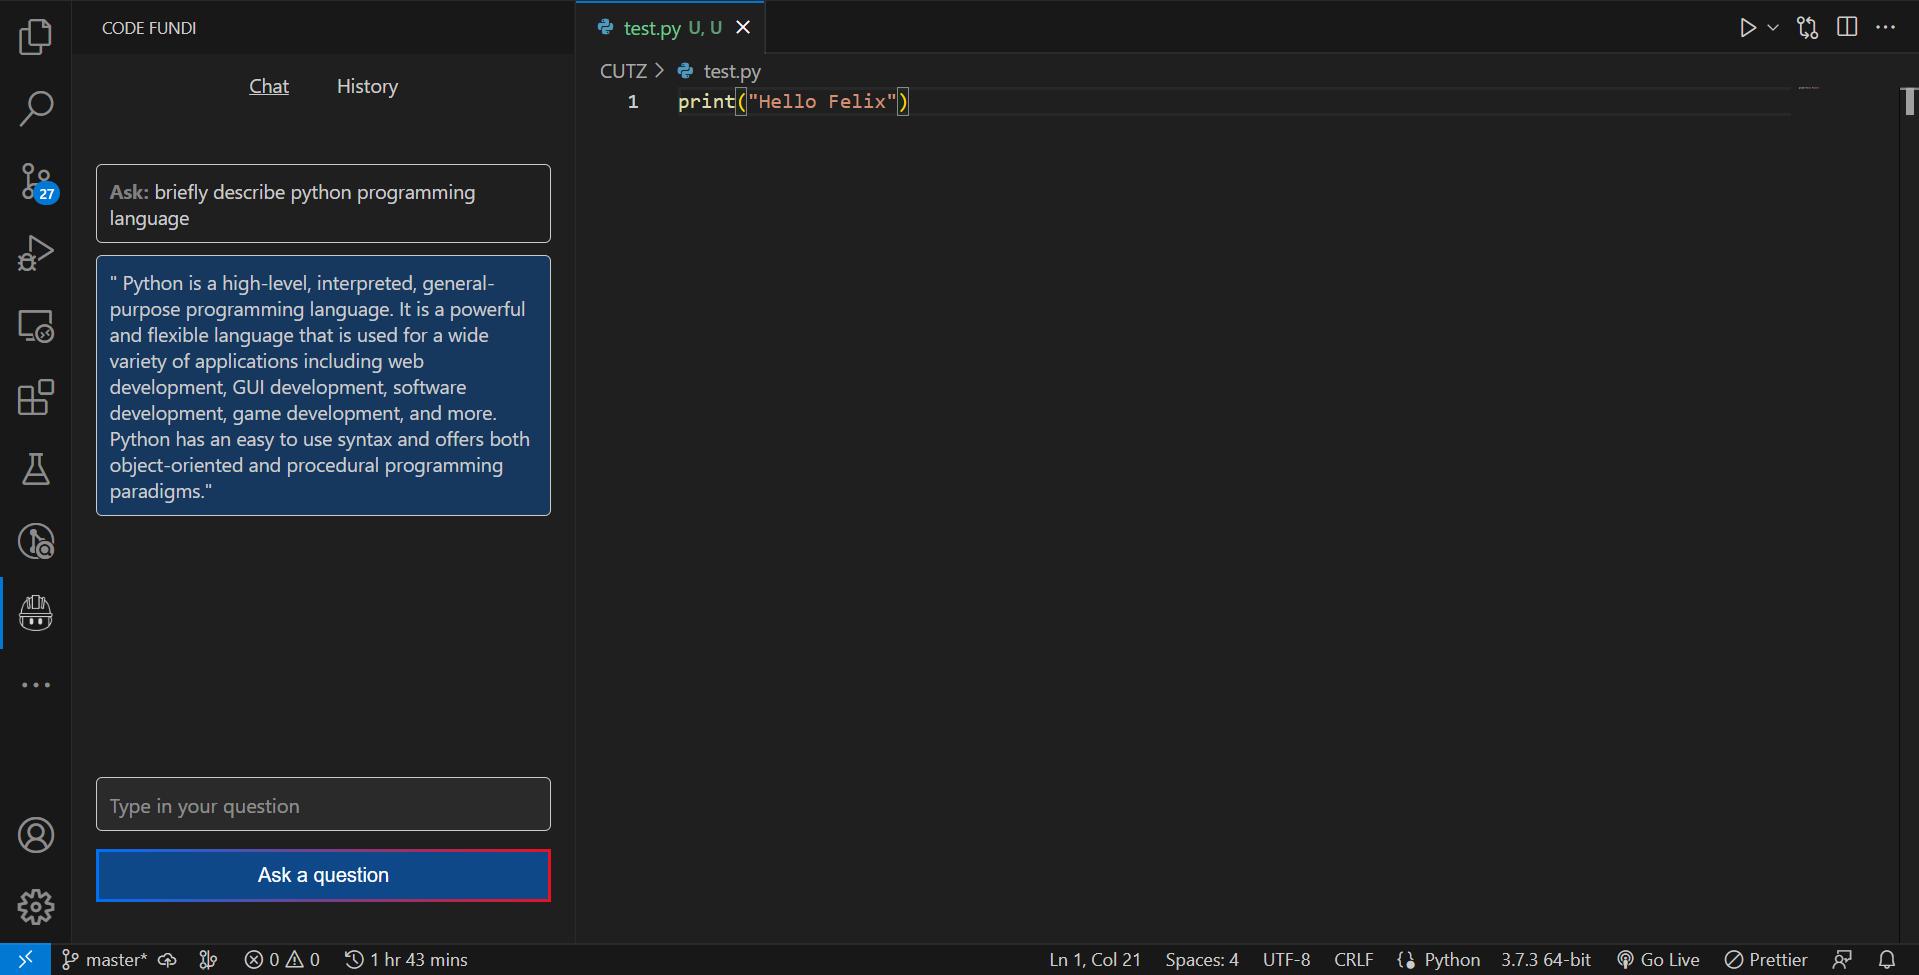 CODE FUNDI
Chat
History
Ask: briefly describe python programming
language
" Python is a high-level, interpreted, general-
purpose programming language. It is a powerful
and flexible language that is used for a wide
variety of applications including web
development, GUI development, software
development, game development, and more.
Python has an easy to use syntax and offers both
object-oriented and procedural programming
paradigms."
Type in your question
Ask a question
27
test.py U, U
CUTZ > test.py
1 print("Hello Felix")
master*
0 0
1 hr 43 mins
Ln 1, Col 21
Spaces: 4
UTF-8
CRLF
Python
3.7.3 64-bit
Go Live
Prettier